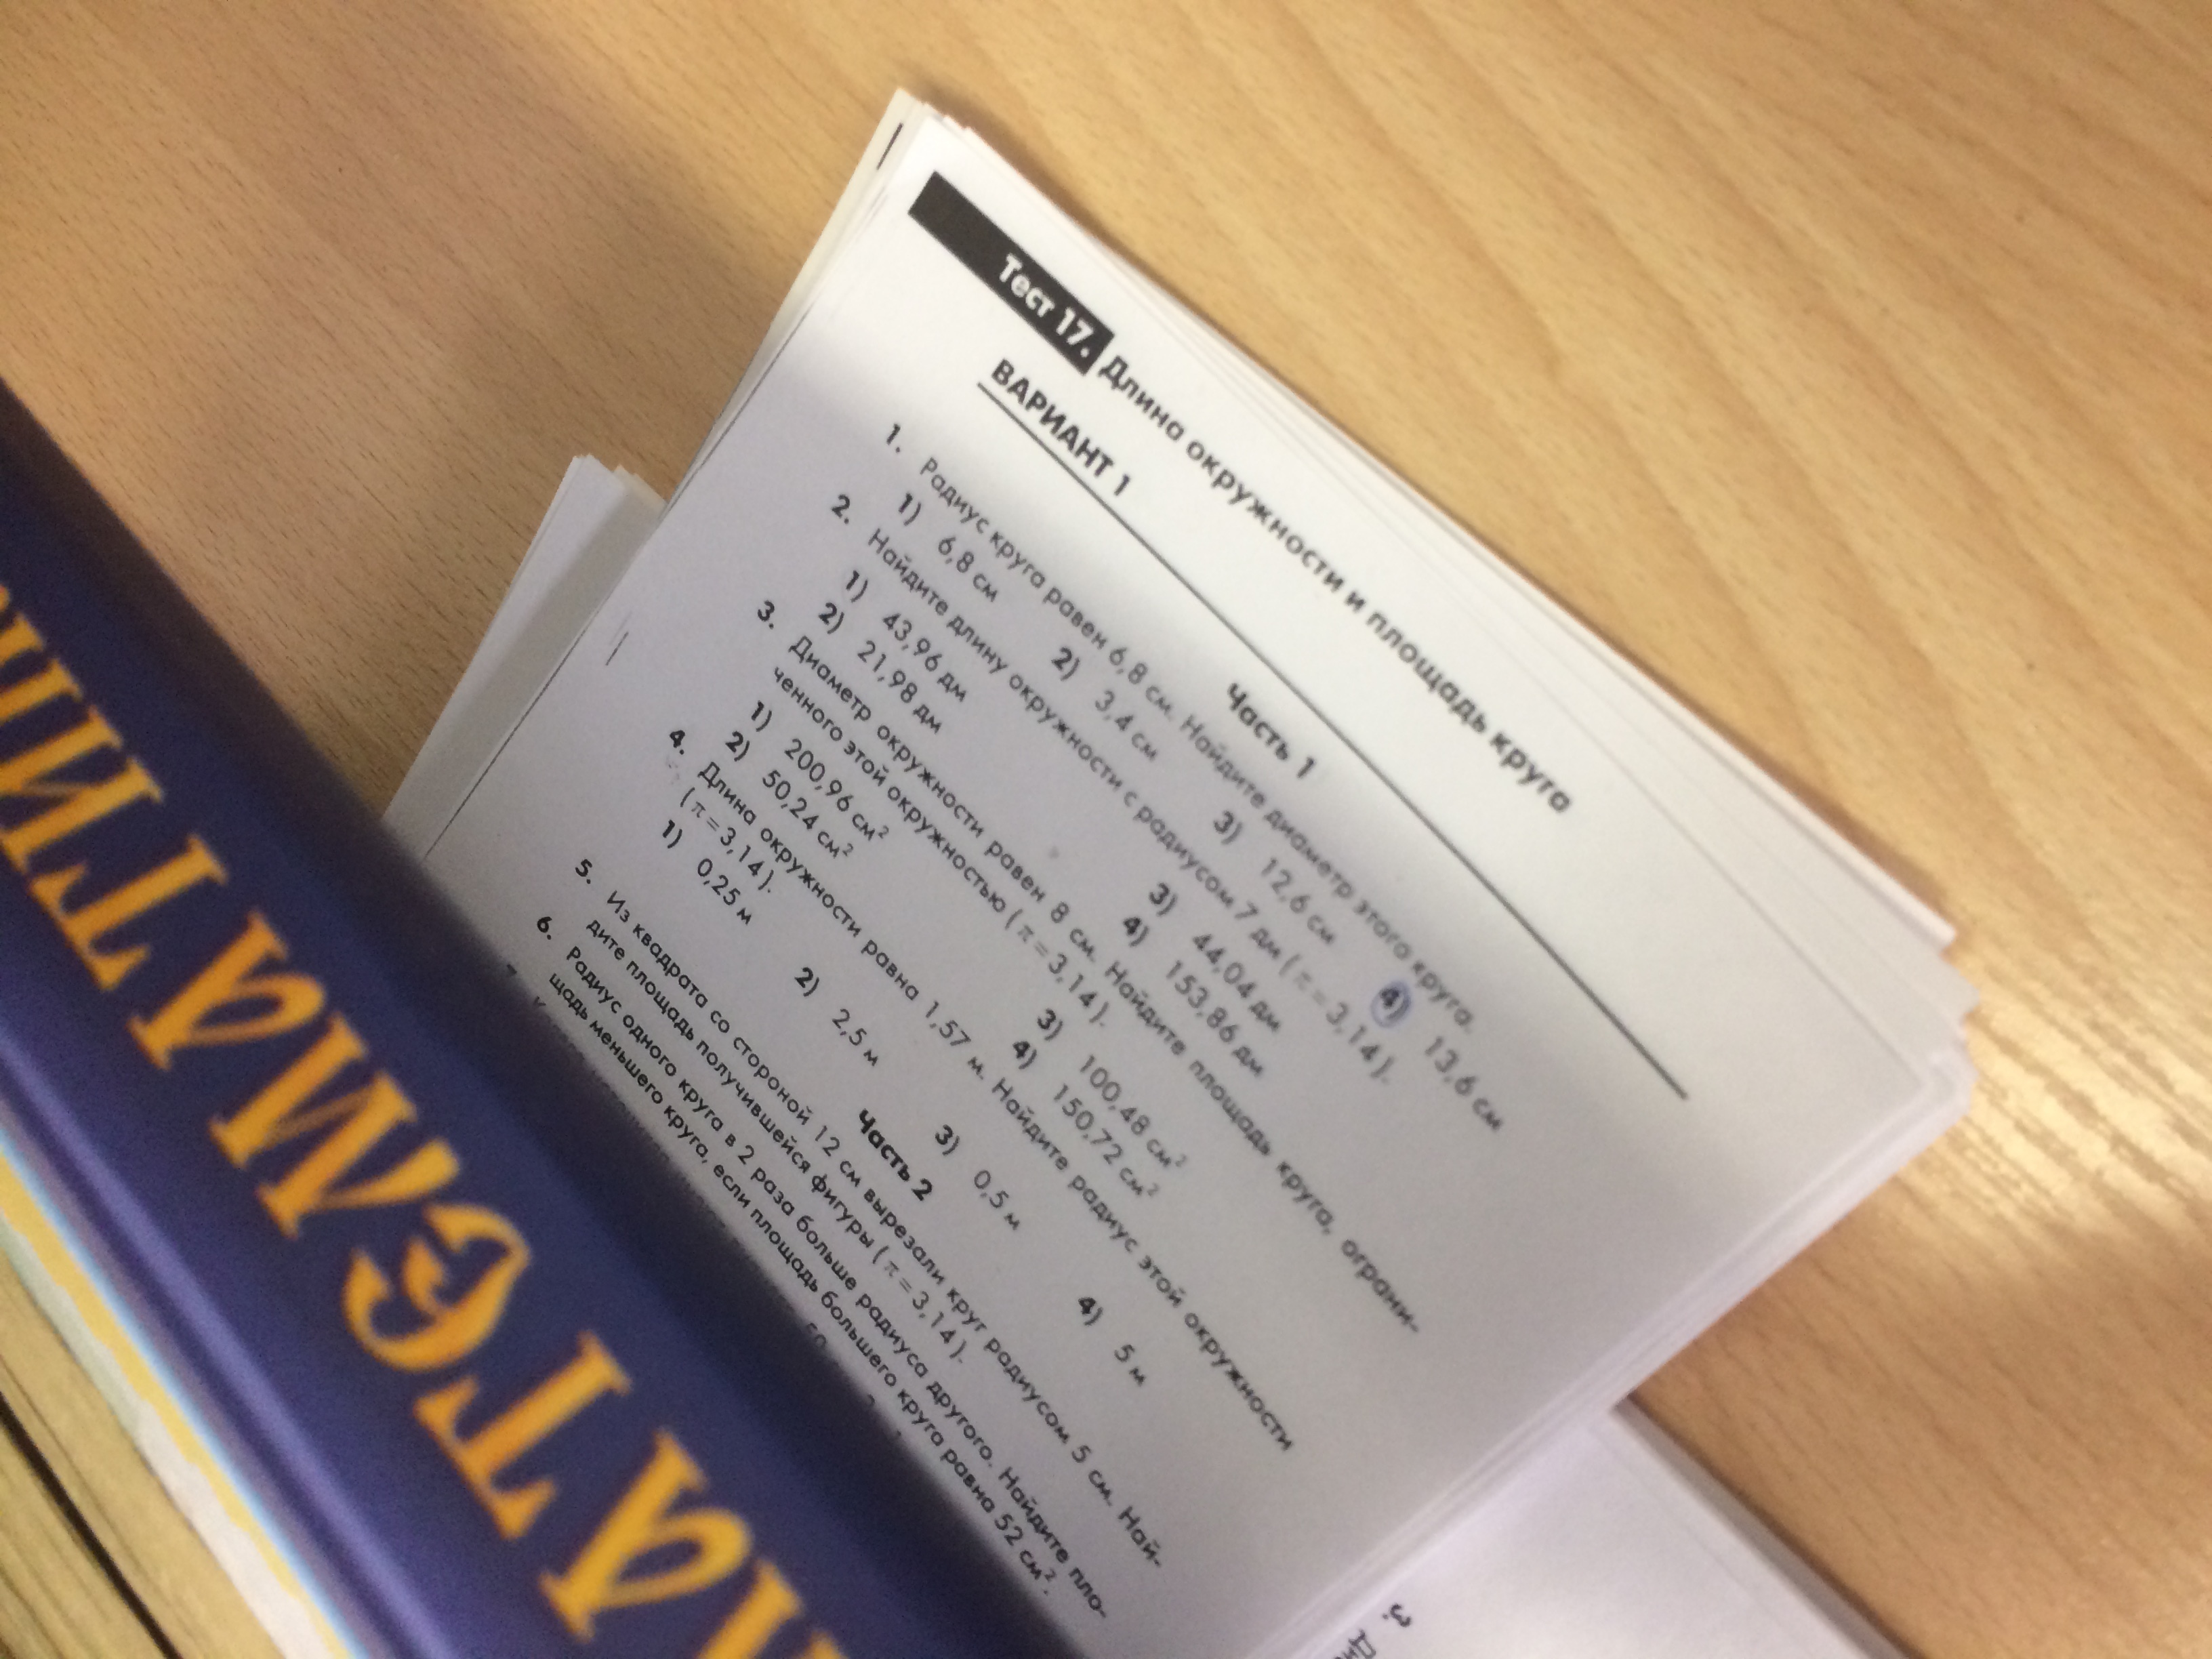 Тест 17. Длина окружности и площадь круга
ВАРИАНТ 1
Часть 1
1. Радиус круга равен 6,8 см. Найдите диаметр этого круга.
1) 6,8 см 2) 3,4 см 3) 12,6 см 4) 13,6 см
2. Найдите длину окружности с радиусом 7 дм (π = 3,14).
1) 43,96 дм 3) 44,04 дм
2) 21,98 дм 4) 153,86 дм
3. Диаметр окружности равен 8 см. Найдите площадь круга, ограни-
ченного этой окружностью (π = 3,14).
1) 200,96 см² 3) 100,48 см²
2) 50,24 см² 4) 150,72 см²
4. Длина окружности равна 1,57 м. Найдите радиус этой окружности
(π = 3,14).
1) 0,25 м 2) 2,5 м 3) 0,5 м 4) 5 м
Часть 2
5. Из квадрата со стороной 12 см вырезали круг радиусом 5 см. Най-
дите площадь получившейся фигуры (π = 3,14).
6. Радиус одного круга в 2 раза больше радиуса другого. Найдите пло-
щадь меньшего круга, если площадь большего круга равна 52 см².
3.